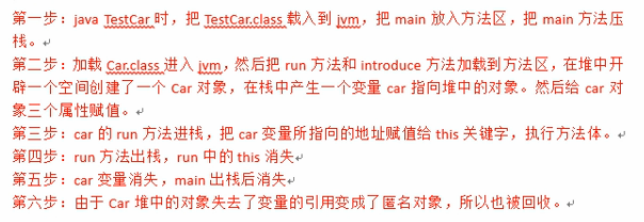 第一步：java TestCar 时，把 TestCar.class 载入到 jvm，把 main 放入方法区，把 main 方法压
栈。
第二步：加载 Car.class 进入 jvm，然后把 run 方法和 introduce 方法加载到方法区，在堆中开
辟一个空间创建了一个 Car 对象，在栈中产生一个变量 car 指向堆中的对象。然后给 car 对
象三个属性赋值。
第三步：car 的 run 方法进栈，把 car 变量所指向的地址赋值给 this 关键字，执行方法体。
第四步：run 方法出栈，run 中的 this 消失
第五步：car 变量消失，main 出栈后消失
第六步：由于 Car 堆中的对象失去了变量的引用变成了匿名对象，所以也被回收。